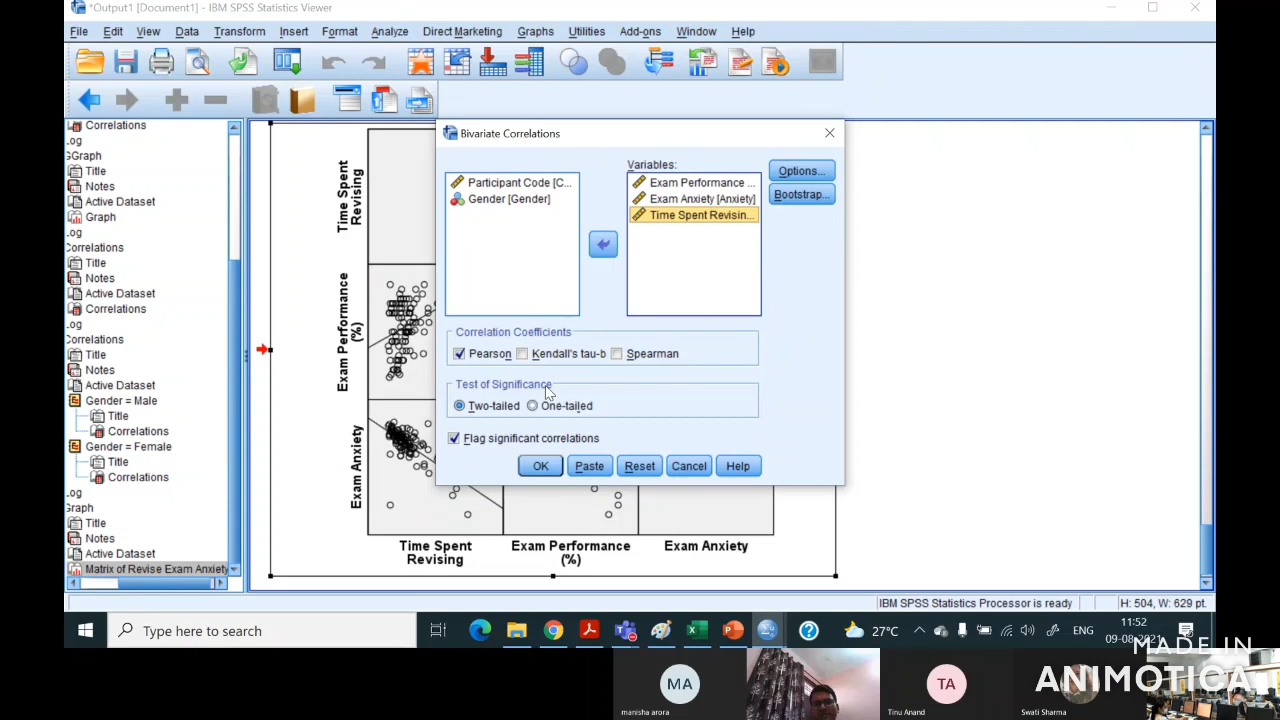 *Output1 [Document1] - IBM SPSS Statistics Viewer
File Edit View Data Transform Insert Format Analyze Direct Marketing Graphs Utilities Add-ons Window Help
Correlations
Log
GGraph
Title
Notes
Active Dataset
Graph
Log
Correlations
Title
Notes
Active Dataset
Correlations
Log
Correlations
Title
Notes
Active Dataset
Gender = Male
Title
Correlations
Gender = Female
Title
Correlations
Log
Graph
Title
Notes
Active Dataset
Matrix of Revise Exam Anxiety
Time Spent
Revising
Exam Performance
(%)
Exam Anxiety
Time Spent
Revising
Exam Performance
(%)
Exam Anxiety
Bivariate Correlations
Participant Code [C...
Gender [Gender]
Variables:
Exam Performance ...
Exam Anxiety [Anxiety]
Time Spent Revisin...
Options...
Bootstrap...
Correlation Coefficients
Pearson Kendall's tau-b Spearman
Test of Significance
Two-tailed One-tailed
Flag significant correlations
OK Paste Reset Cancel Help
IBM SPSS Statistics Processor is ready H: 504, W: 629 pt.
Type here to search
27°C
ENG
11:52
09-08-2021
MADE IN
ANIMOTICA
MA
manisha arora
TA
Tinu Anand
Swati Sharma